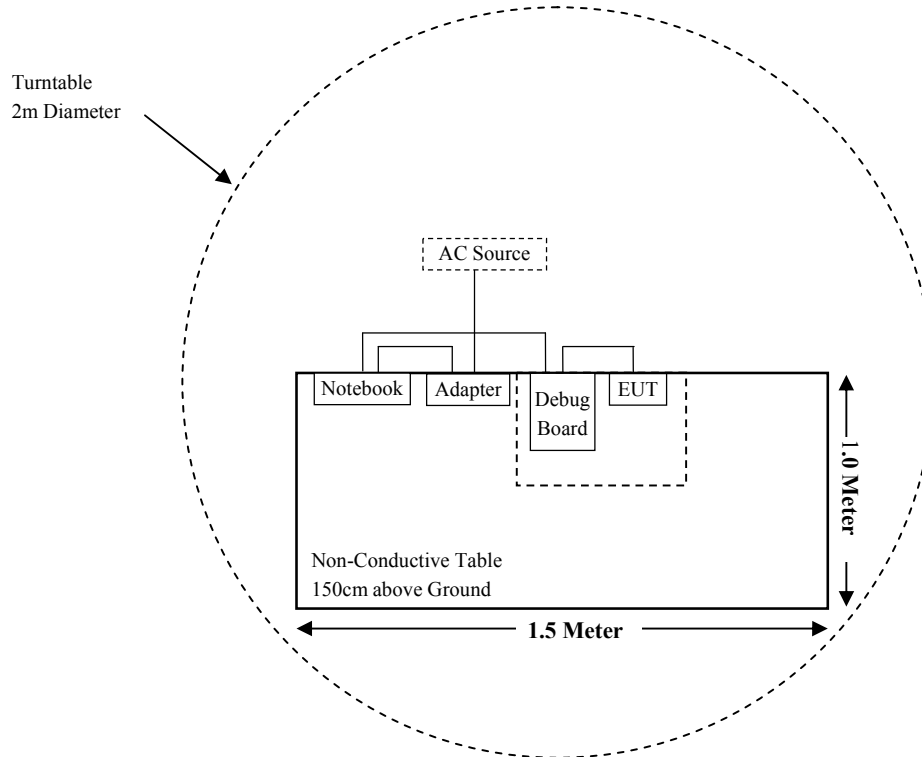 Turntable
2m Diameter
AC Source
Notebook
Adapter
Debug
Board
EUT
1.0 Meter
Non-Conductive Table
150cm above Ground
1.5 Meter